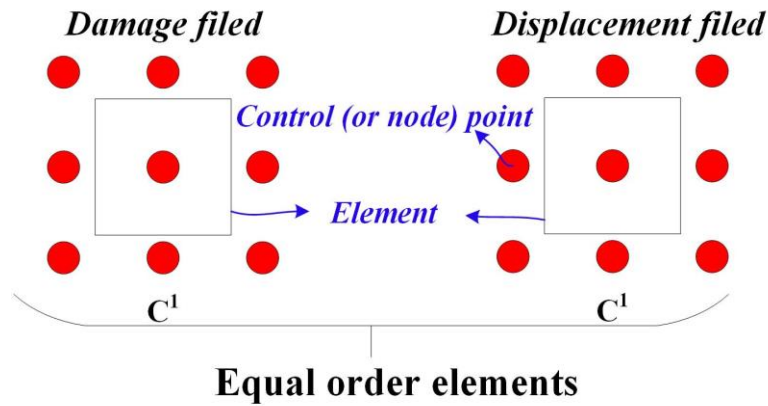 Damage filed
Displacement filed
Control (or node) point
Element
C¹
C¹
Equal order elements